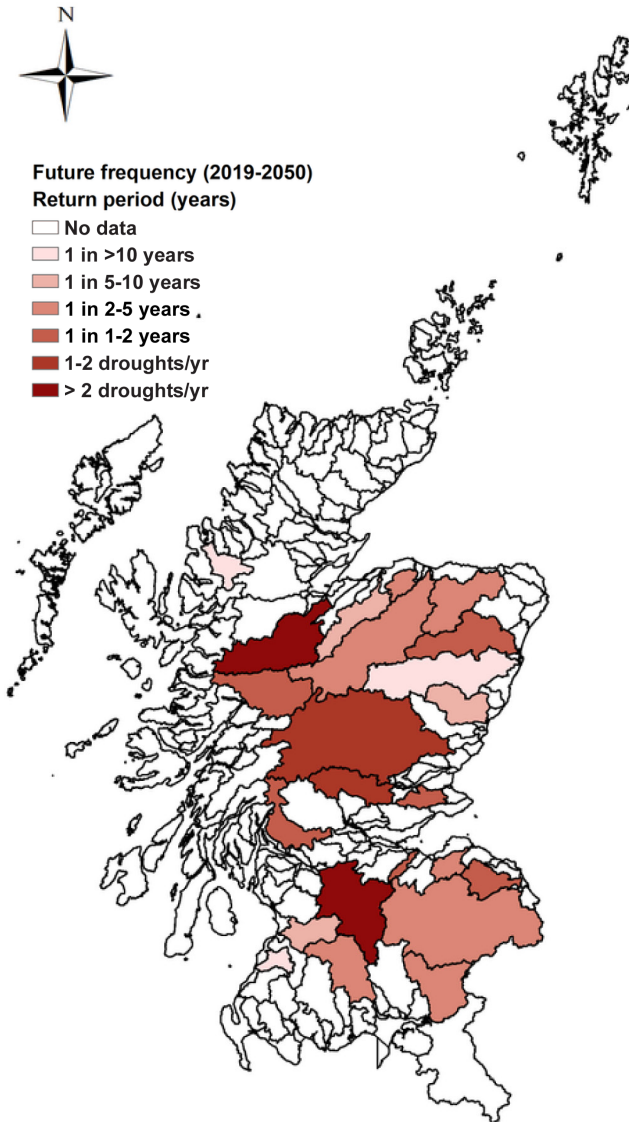 N
Future frequency (2019-2050)
Return period (years)
No data
1 in >10 years
1 in 5-10 years
1 in 2-5 years
1 in 1-2 years
1-2 droughts/yr
> 2 droughts/yr